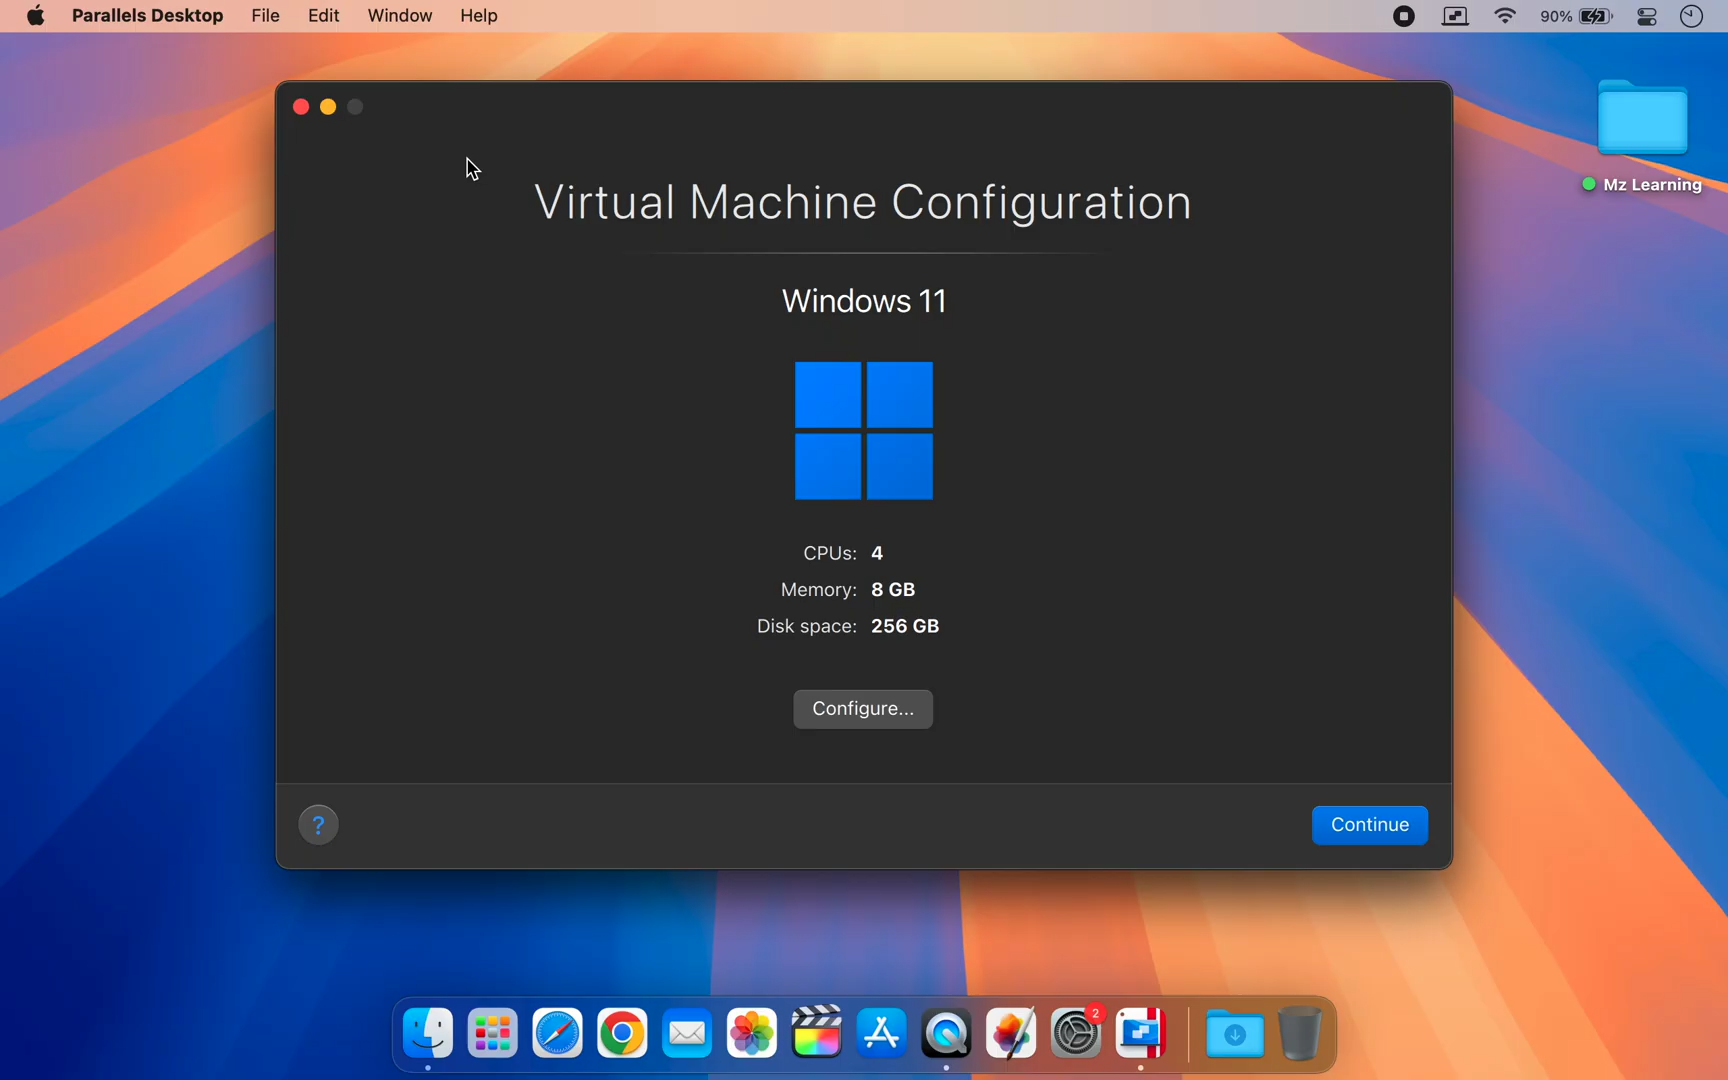 Parallels Desktop File Edit Window Help 90%
Mz Learning
Virtual Machine Configuration
Windows 11
CPUs: 4
Memory: 8 GB
Disk space: 256 GB
Configure...
? Continue
2